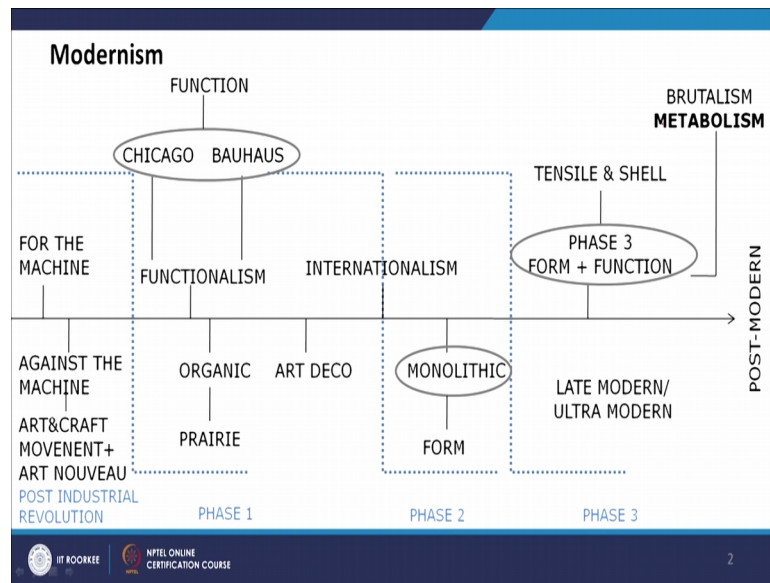 Modernism
FUNCTION
CHICAGO BAUHAUS
BRUTALISM
METABOLISM
TENSILE & SHELL
FOR THE
MACHINE
FUNCTIONALISM
INTERNATIONALISM
PHASE 3
FORM + FUNCTION
POST-MODERN
AGAINST THE
MACHINE
ORGANIC
ART DECO
MONOLITHIC
LATE MODERN/
ULTRA MODERN
ART&CRAFT
MOVENENT+
ART NOUVEAU
PRAIRIE
FORM
POST INDUSTRIAL
REVOLUTION
PHASE 1
PHASE 2
PHASE 3
IIT ROORKEE
NPTEL ONLINE
CERTIFICATION COURSE
2